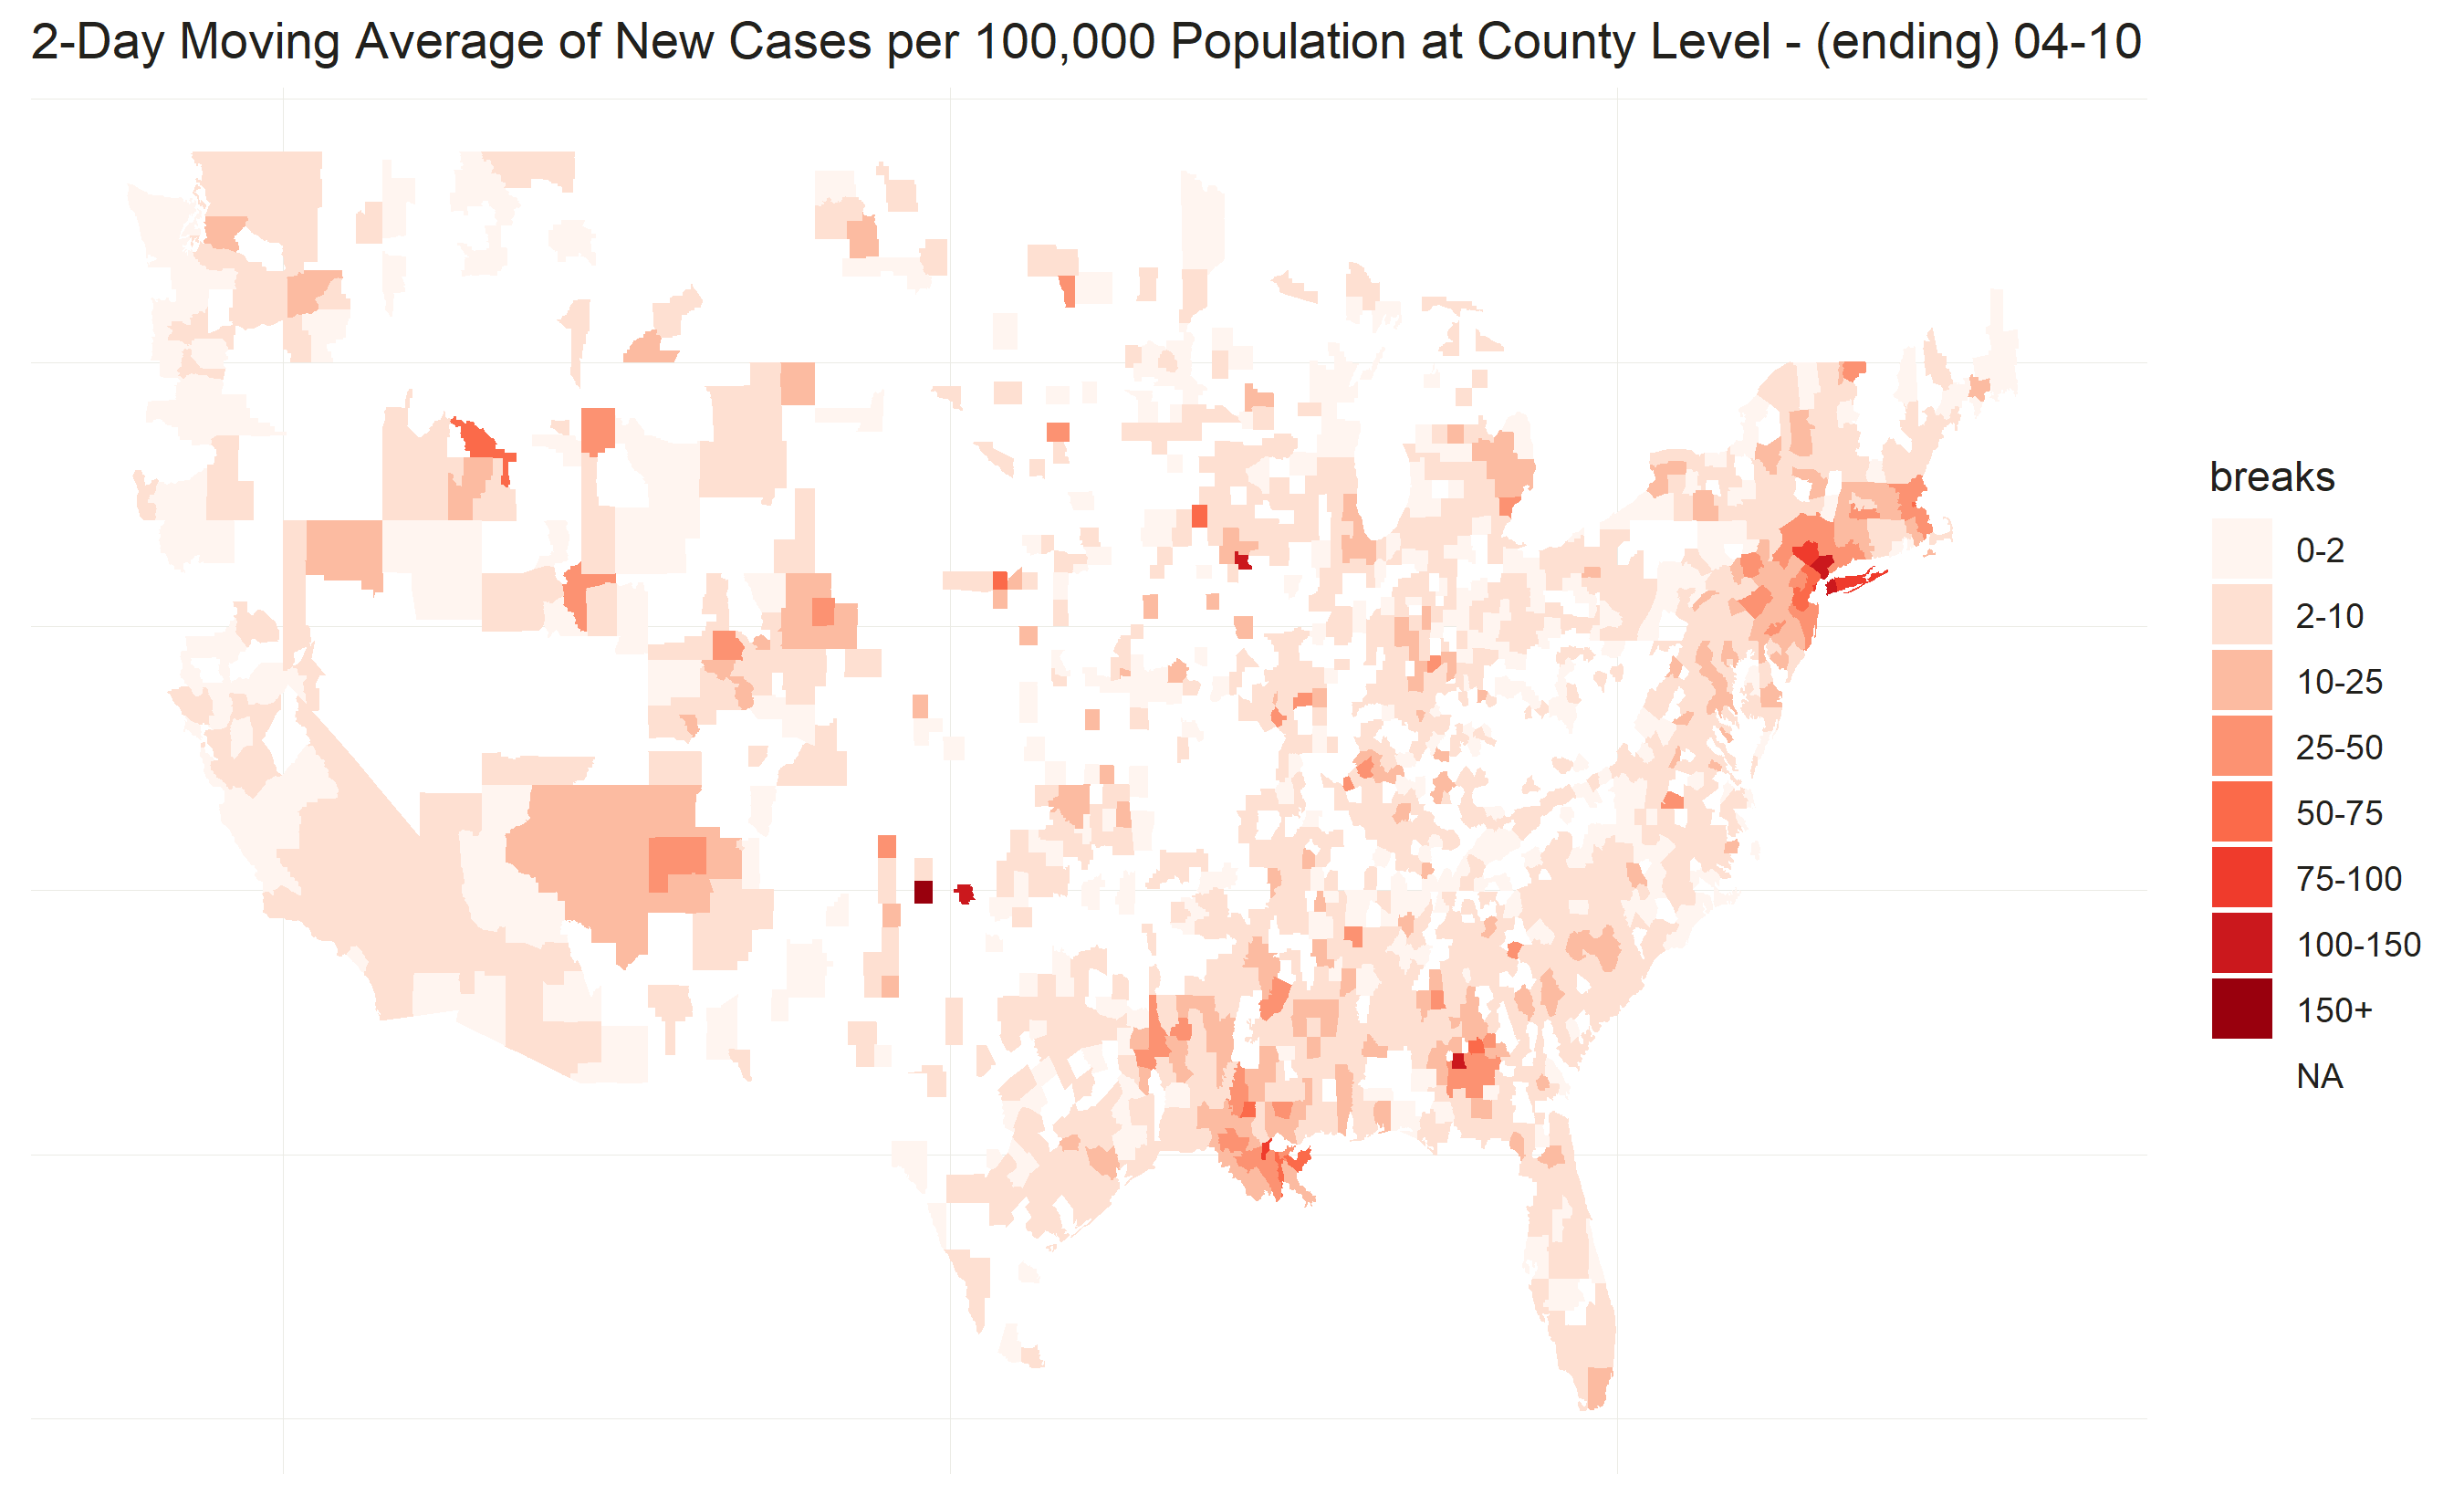 2-Day Moving Average of New Cases per 100,000 Population at County Level - (ending) 04-10
breaks
0-2
2-10
10-25
25-50
50-75
75-100
100-150
150+
NA